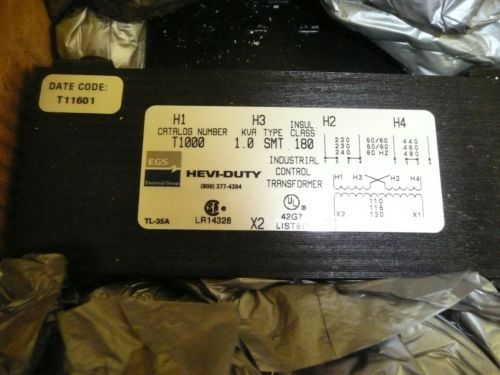 DATE CODE:
T11601
H1 H3 H2 H4
CATALOG NUMBER KVA TYPE INSUL CLASS
T1000 1.0 SMT 180
220 50/60 440
230 50/60 460
240 60 HZ 480
EGS
Electrical Group
HEVI-DUTY
(800) 377-4384
INDUSTRIAL
CONTROL
TRANSFORMER
H1 H3 H2 H4
110
115
X2 120 X1
TL-35A
LR14328
X2
UL
42G7
LISTED